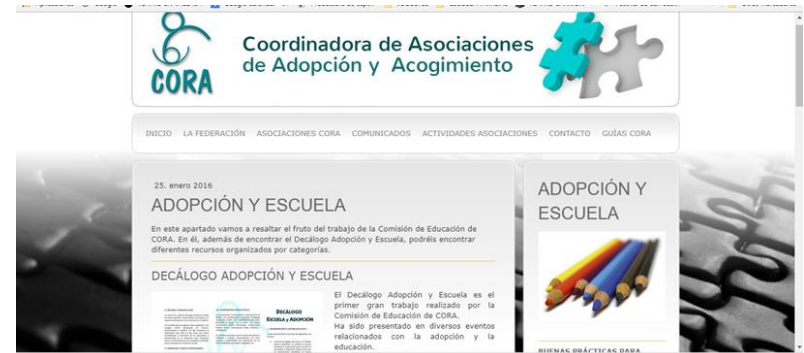 CORA
Coordinadora de Asociaciones
de Adopción y Acogimiento
INICIO LA FEDERACIÓN ASOCIACIONES CORA COMUNICADOS ACTIVIDADES ASOCIACIONES CONTACTO GUÍAS CORA
25. enero 2016
ADOPCIÓN Y ESCUELA
En este apartado vamos a resaltar el fruto del trabajo de la Comisión de Educación de
CORA. En él, además de encontrar el Decálogo Adopción y Escuela, podréis encontrar
diferentes recursos organizados por categorías.
DECÁLOGO ADOPCIÓN Y ESCUELA
DECÁLOGO
ESCUELA Y ADOPCIÓN
El Decálogo Adopción y Escuela es el
primer gran trabajo realizado por la
Comisión de Educación de CORA.
Ha sido presentado en diversos eventos
relacionados con la adopción y la
educación.
ADOPCIÓN Y
ESCUELA
BUENAS PRÁCTICAS PARA